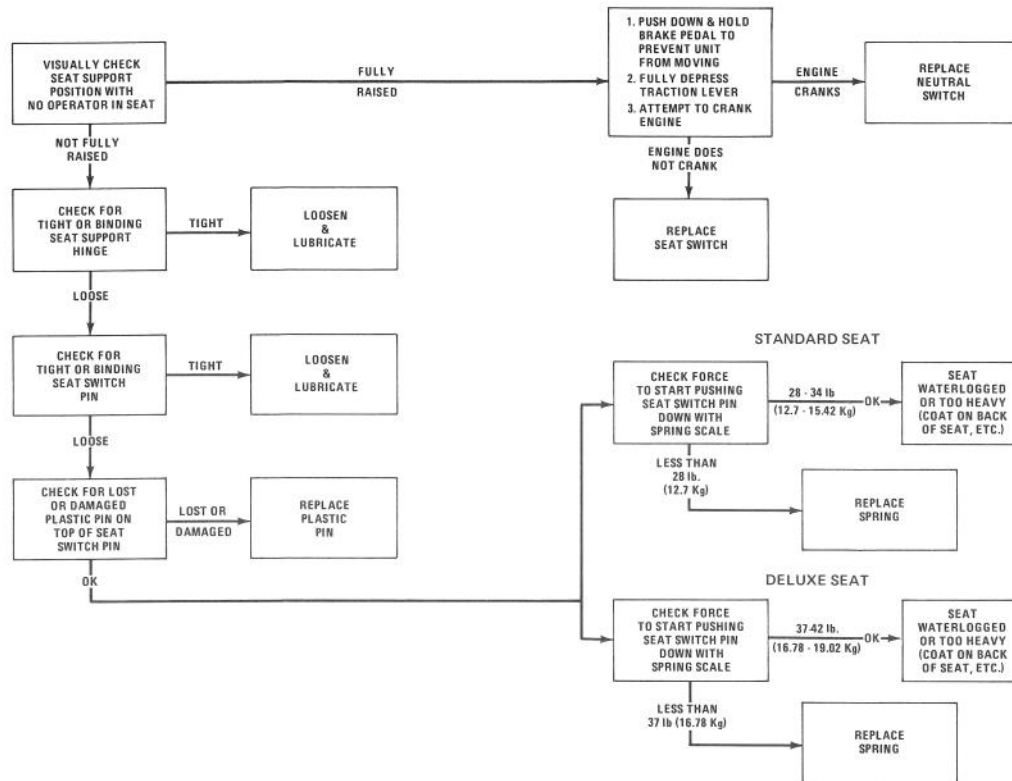 VISUALLY CHECK
SEAT SUPPORT
POSITION WITH
NO OPERATOR IN SEAT
FULLY
RAISED
1. PUSH DOWN & HOLD
BRAKE PEDAL TO
PREVENT UNIT
FROM MOVING
2. FULLY DEPRESS
TRACTION LEVER
3. ATTEMPT TO CRANK
ENGINE
ENGINE
CRANKS
REPLACE
NEUTRAL
SWITCH
NOT FULLY
RAISED
ENGINE DOES
NOT CRANK
REPLACE
SEAT SWITCH
CHECK FOR
TIGHT OR BINDING
SEAT SUPPORT
HINGE
TIGHT
LOOSEN
&
LUBRICATE
LOOSE
CHECK FOR
TIGHT OR BINDING
SEAT SWITCH
PIN
TIGHT
LOOSEN
&
LUBRICATE
LOOSE
CHECK FOR LOST
OR DAMAGED
PLASTIC PIN ON
TOP OF SEAT
SWITCH PIN
LOST OR
DAMAGED
REPLACE
PLASTIC
PIN
OK
STANDARD SEAT
CHECK FORCE
TO START PUSHING
SEAT SWITCH PIN
DOWN WITH
SPRING SCALE
28 - 34 lb
(12.7 - 15.42 Kg)
OK
SEAT
WATERLOGGED
OR TOO HEAVY
(COAT ON BACK
OF SEAT, ETC.)
LESS THAN
28 lb.
(12.7 Kg)
REPLACE
SPRING
DELUXE SEAT
CHECK FORCE
TO START PUSHING
SEAT SWITCH PIN
DOWN WITH
SPRING SCALE
37-42 lb.
(16.78 - 19.02 Kg)
OK
SEAT
WATERLOGGED
OR TOO HEAVY
(COAT ON BACK
OF SEAT, ETC.)
LESS THAN
37 lb (16.78 Kg)
REPLACE
SPRING